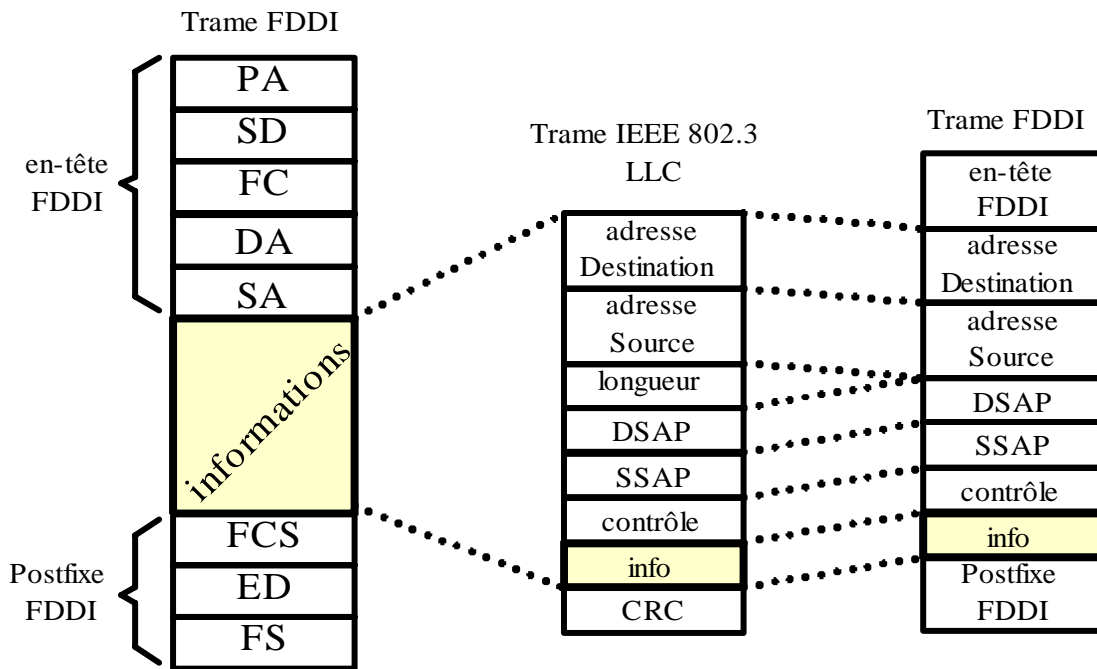 Trame FDDI
PA
SD
FC
DA
SA
en-tête
FDDI
informations
FCS
ED
FS
Postfixe
FDDI
Trame IEEE 802.3
LLC
adresse
Destination
adresse
Source
longueur
DSAP
SSAP
contrôle
info
CRC
Trame FDDI
en-tête
FDDI
adresse
Destination
adresse
Source
DSAP
SSAP
contrôle
info
Postfixe
FDDI